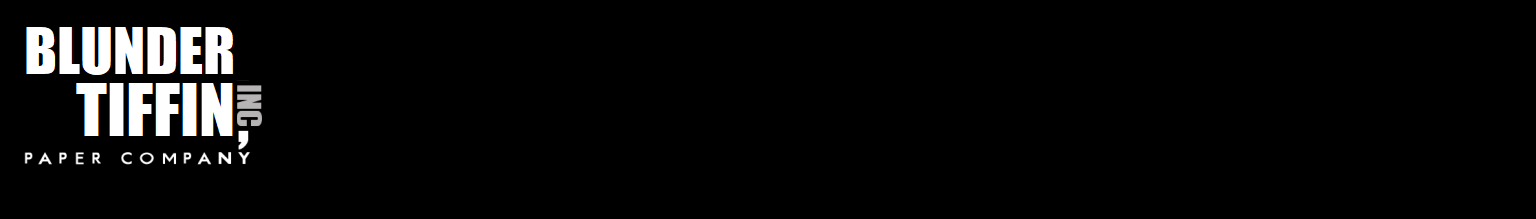 BLUNDER
TIFFIN, INC
PAPER COMPANY